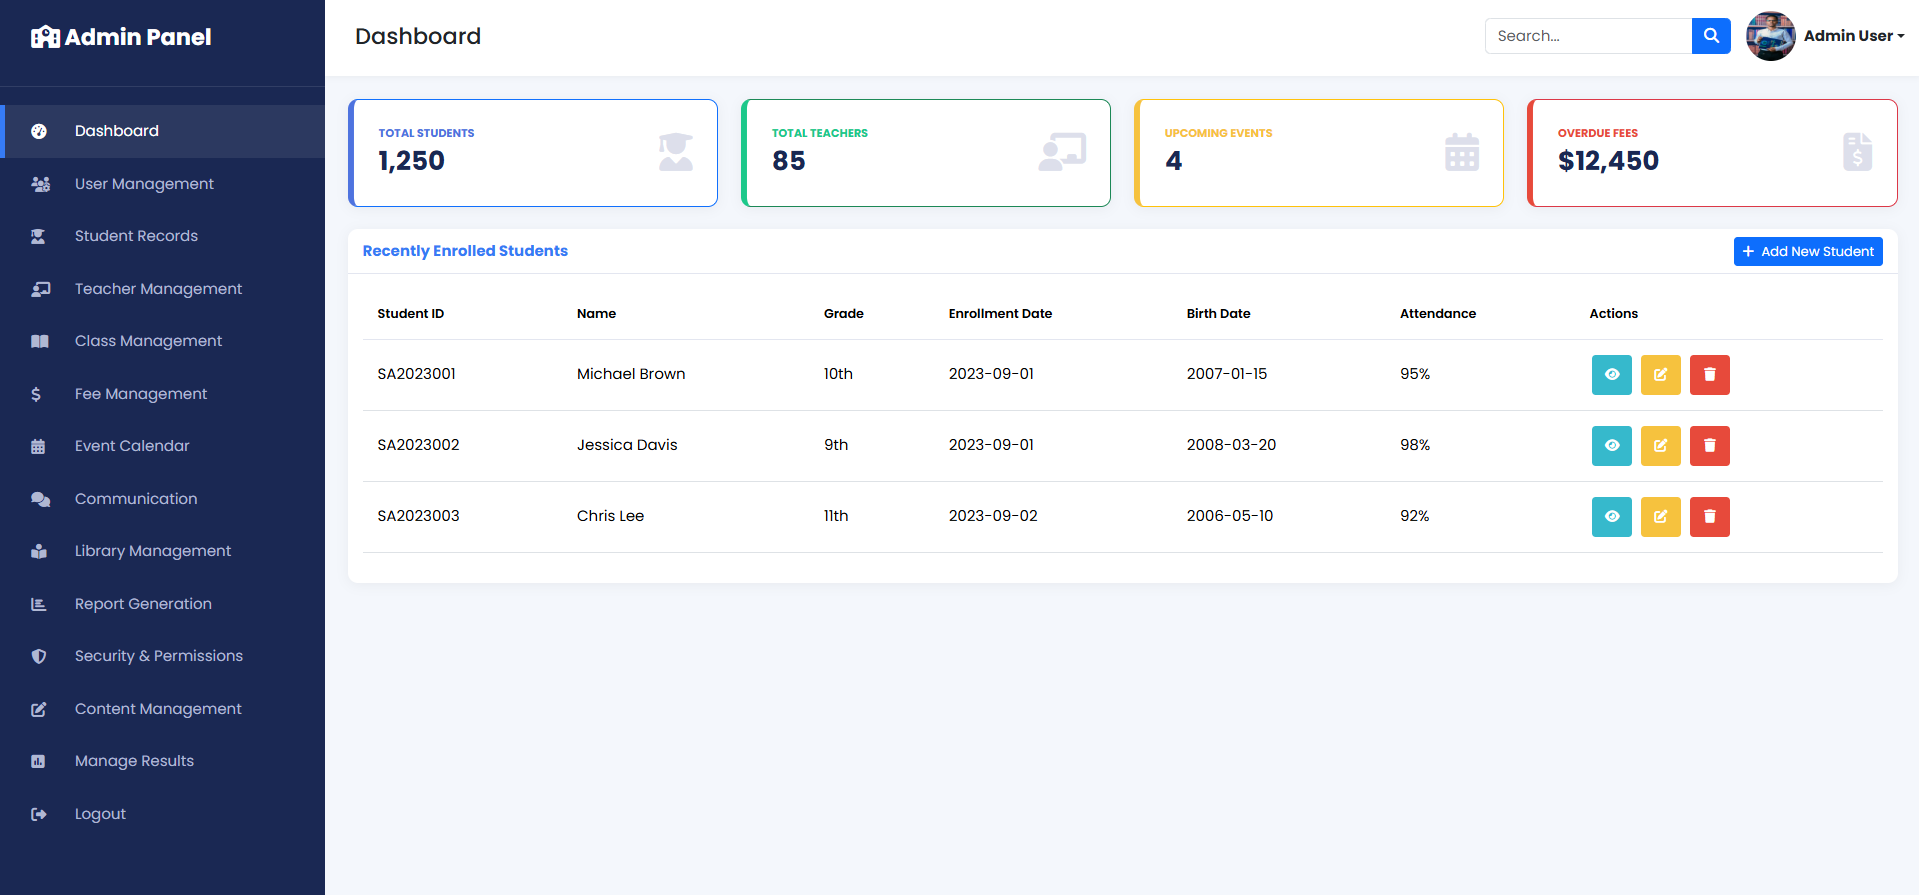 Admin Panel
Dashboard
User Management
Student Records
Teacher Management
Class Management
Fee Management
Event Calendar
Communication
Library Management
Report Generation
Security & Permissions
Content Management
Manage Results
Logout
Dashboard
Search...
Admin User
TOTAL STUDENTS
1,250
TOTAL TEACHERS
85
UPCOMING EVENTS
4
OVERDUE FEES
$12,450
Recently Enrolled Students
Add New Student
Student ID Name Grade Enrollment Date Birth Date Attendance Actions
SA2023001 Michael Brown 10th 2023-09-01 2007-01-15 95%
SA2023002 Jessica Davis 9th 2023-09-01 2008-03-20 98%
SA2023003 Chris Lee 11th 2023-09-02 2006-05-10 92%